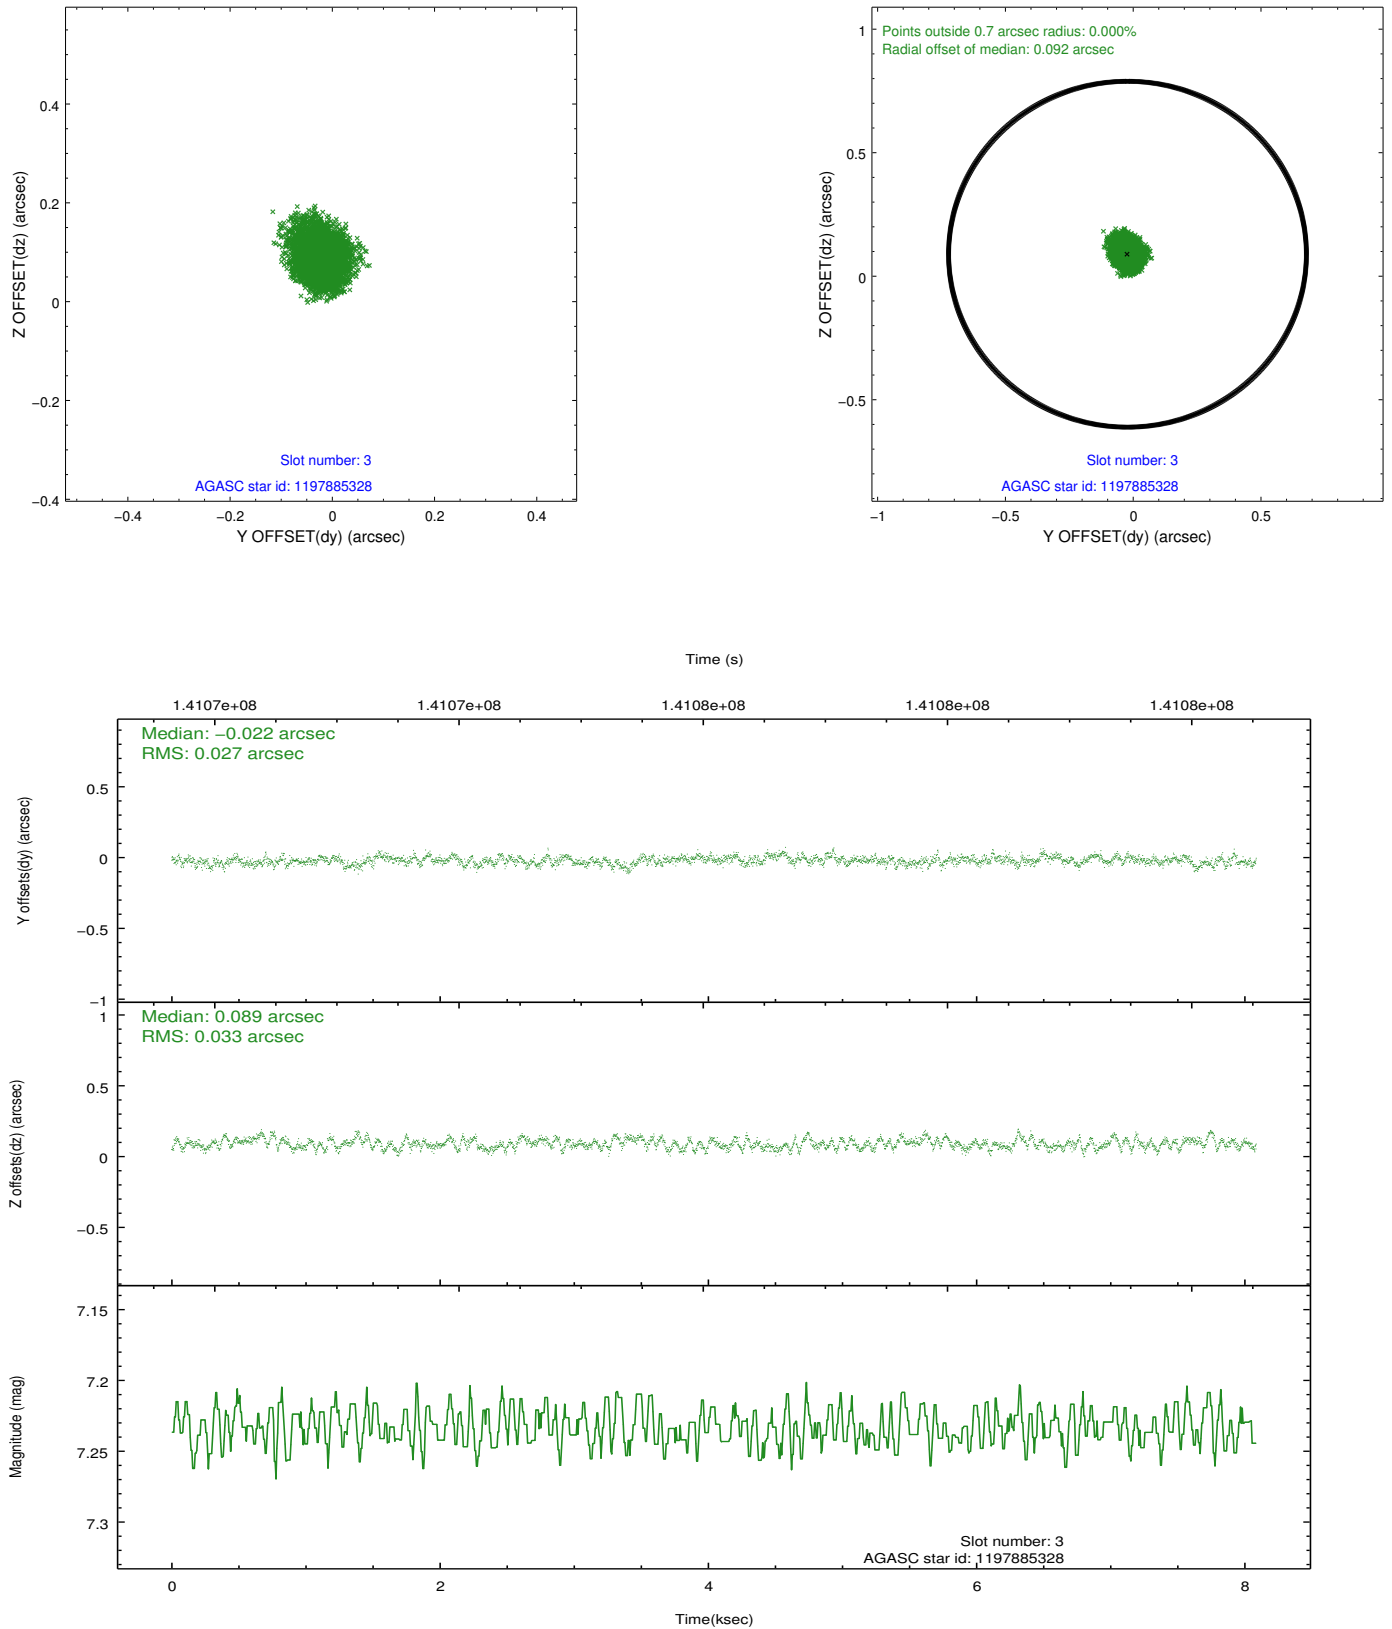 0.4
0.2
0
−0.2
−0.4
Z OFFSET(dz) (arcsec)
Slot number: 3
AGASC star id: 1197885328
−0.4 −0.2 0 0.2 0.4
Y OFFSET(dy) (arcsec)
Points outside 0.7 arcsec radius: 0.000%
Radial offset of median: 0.092 arcsec
1
0.5
0
−0.5
Z OFFSET(dz) (arcsec)
Slot number: 3
AGASC star id: 1197885328
−1 −0.5 0 0.5
Y OFFSET(dy) (arcsec)
Time (s)
1.4107e+08 1.4107e+08 1.4108e+08 1.4108e+08 1.4108e+08
Median: −0.022 arcsec
RMS: 0.027 arcsec
0.5
0
−0.5
−1
Y offsets(dy) (arcsec)
Median: 0.089 arcsec
RMS: 0.033 arcsec
1
0.5
0
−0.5
Z offsets(dz) (arcsec)
7.15
7.2
7.25
7.3
Magnitude (mag)
Slot number: 3
AGASC star id: 1197885328
0 2 4 6 8
Time(ksec)